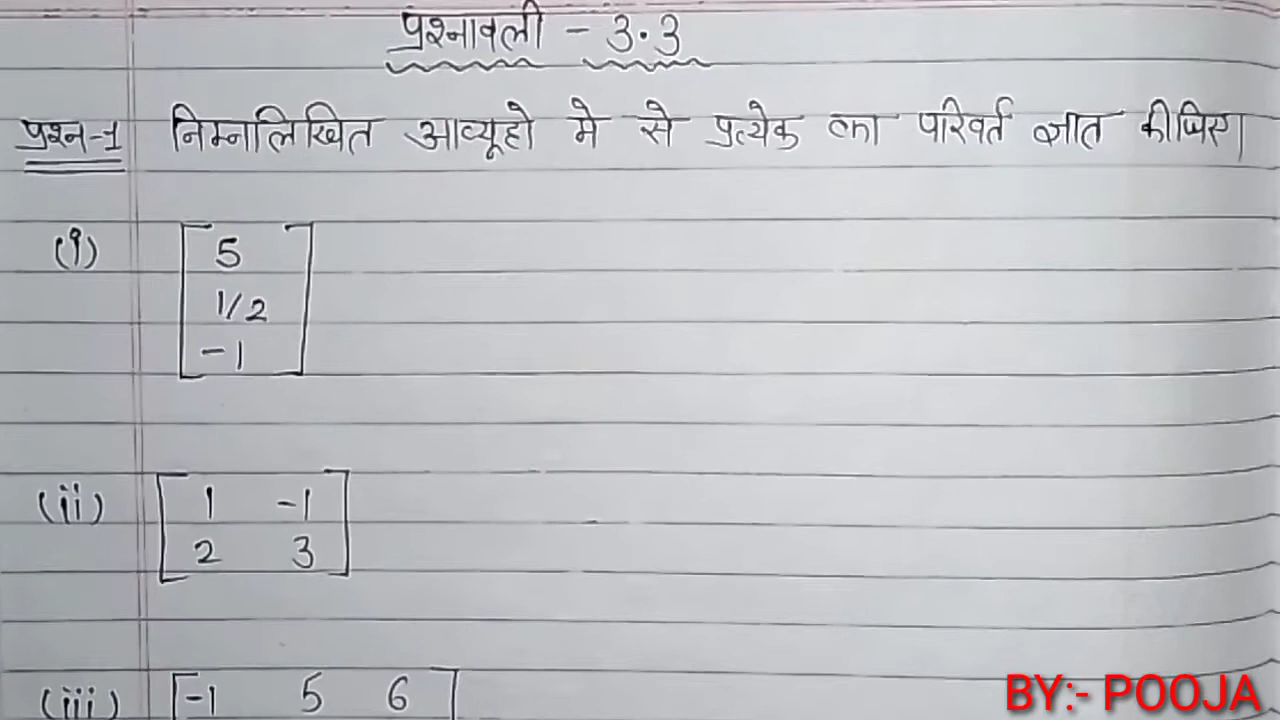 प्रश्नावली - 3.3
प्रश्न-1 निम्नलिखित आव्यूहो मे से प्रत्येक का परिवर्त ज्ञात कीजिए।
(i) [5
1/2
-1]
(ii) [1 -1
2 3]
(iii) [-1 5 6]
BY:- POOJA